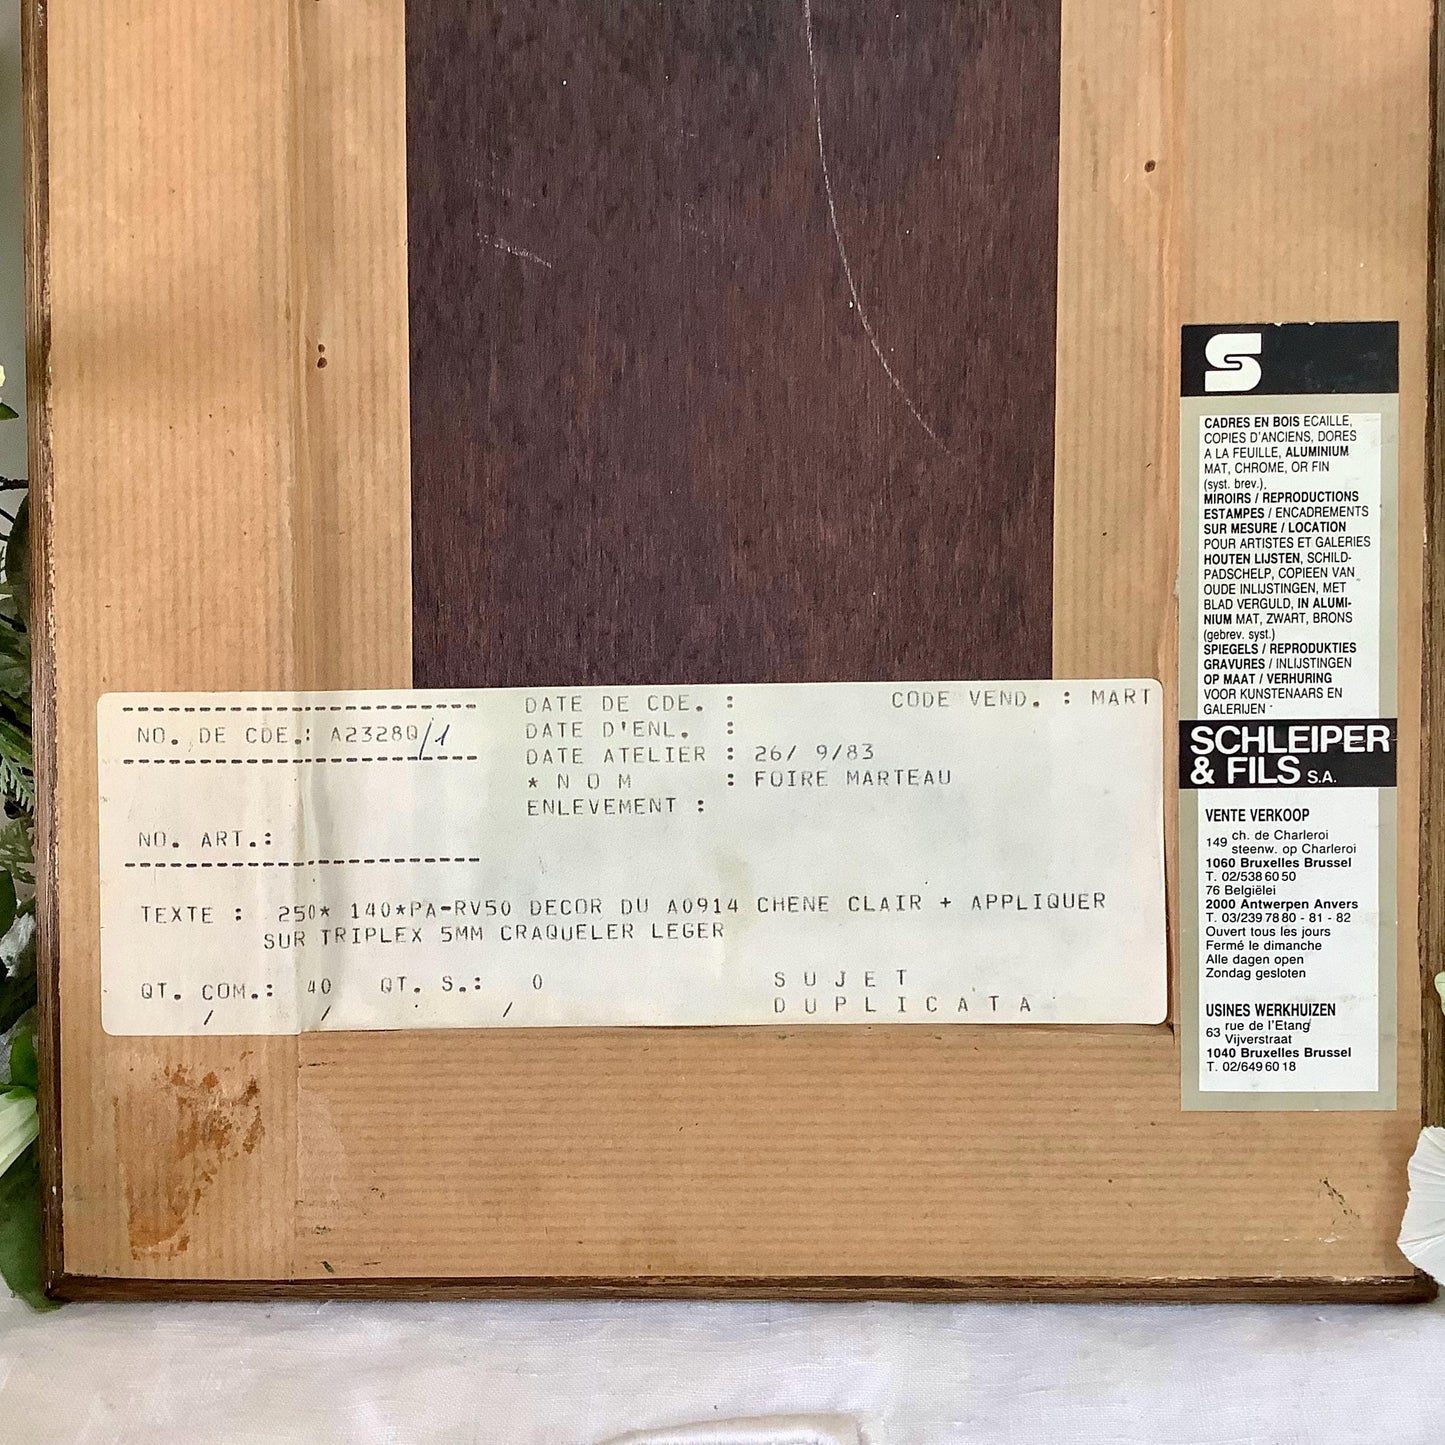 NO. DE CDE.: A2328Q/1
NO. ART.:
DATE DE CDE. :
DATE D'ENL. :
DATE ATELIER : 26/ 9/83
* N O M : FOIRE MARTEAU
ENLEVEMENT :
CODE VEND. : MART
TEXTE : 250* 140*PA-RV50 DECOR DU A0914 CHENE CLAIR + APPLIQUER
SUR TRIPLEX 5MM CRAQUELER LEGER
QT. COM.: 40 QT. S.: 0
/ / /
S U J E T
D U P L I C A T A
S
CADRES EN BOIS ECAILLE,
COPIES D'ANCIENS, DORES
A LA FEUILLE, ALUMINIUM
MAT, CHROME, OR FIN
(syst. brev.),
MIROIRS / REPRODUCTIONS
ESTAMPES / ENCADREMENTS
SUR MESURE / LOCATION
POUR ARTISTES ET GALERIES
HOUTEN LIJSTEN, SCHILD-
PADSCHELP, COPIEEN VAN
OUDE INLIJSTINGEN, MET
BLAD VERGULD, IN ALUMI-
NIUM MAT, ZWART, BRONS
(gebrev. syst.)
SPIEGELS / REPRODUKTIES
GRAVURES / INLIJSTINGEN
OP MAAT / VERHURING
VOOR KUNSTENAARS EN
GALERIJEN
SCHLEIPER
& FILS S.A.
VENTE VERKOOP
149 ch. de Charleroi
steenw. op Charleroi
1060 Bruxelles Brussel
T. 02/538 60 50
76 Belgiëlei
2000 Antwerpen Anvers
T. 03/239 78 80 - 81 - 82
Ouvert tous les jours
Fermé le dimanche
Alle dagen open
Zondag gesloten
USINES WERKHUIZEN
63 rue de l'Etang
Vijverstraat
1040 Bruxelles Brussel
T. 02/649 60 18